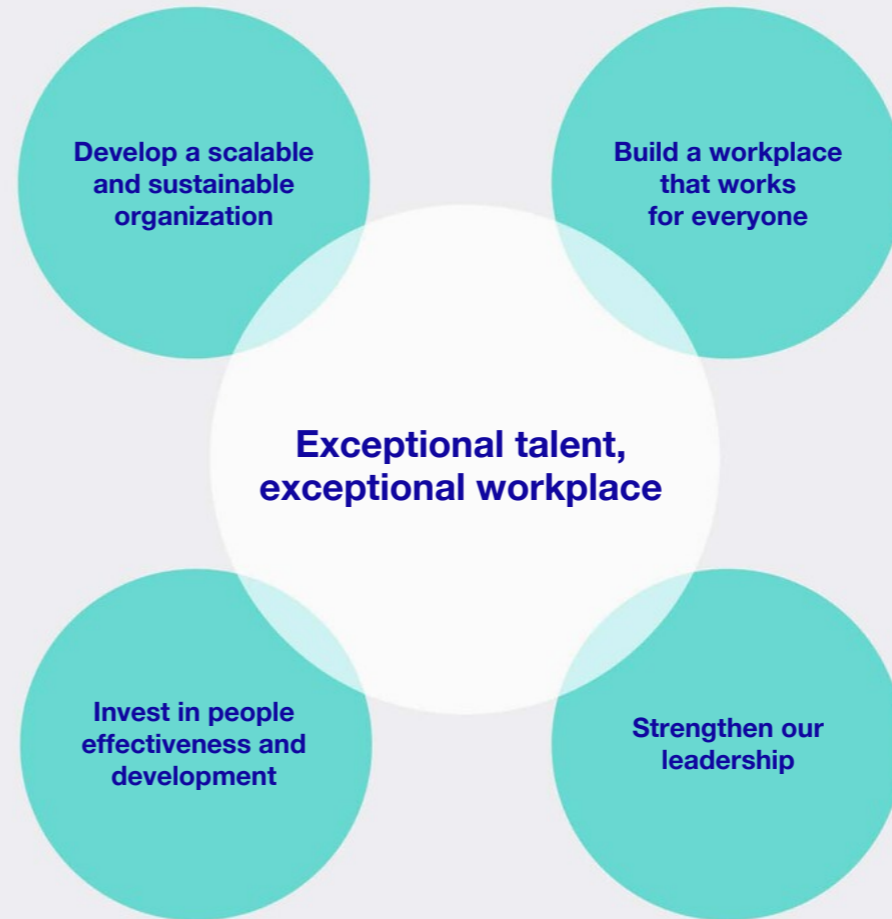 Develop a scalable
and sustainable
organization
Build a workplace
that works
for everyone
Exceptional talent,
exceptional workplace
Invest in people
effectiveness and
development
Strengthen our
leadership